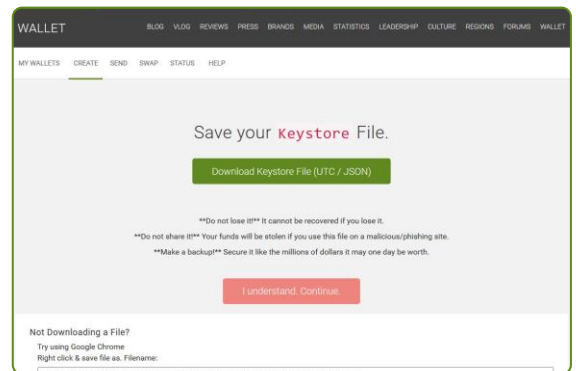 WALLET
BLOG VLOG REVIEWS PRESS BRANDS MEDIA STATISTICS LEADERSHIP CULTURE REGIONS FORUMS WALLET
MY WALLETS CREATE SEND SWAP STATUS HELP
Save your Keystore File.
Download Keystore File (UTC / JSON)
**Do not lose it!** It cannot be recovered if you lose it.
**Do not share it!** Your funds will be stolen if you use this file on a malicious/phishing site.
**Make a backup!** Secure it like the millions of dollars it may one day be worth.
I understand. Continue.
Not Downloading a File?
Try using Google Chrome
Right click & save file as. Filename: